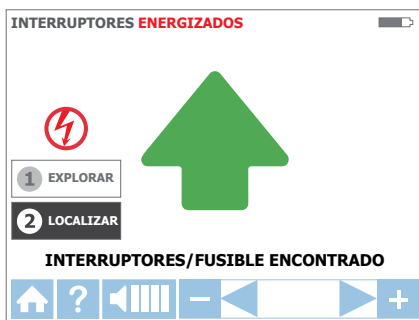 INTERRUPTORES ENERGIZADOS
1 EXPLORAR
2 LOCALIZAR
INTERRUPTORES/FUSIBLE ENCONTRADO
? − +